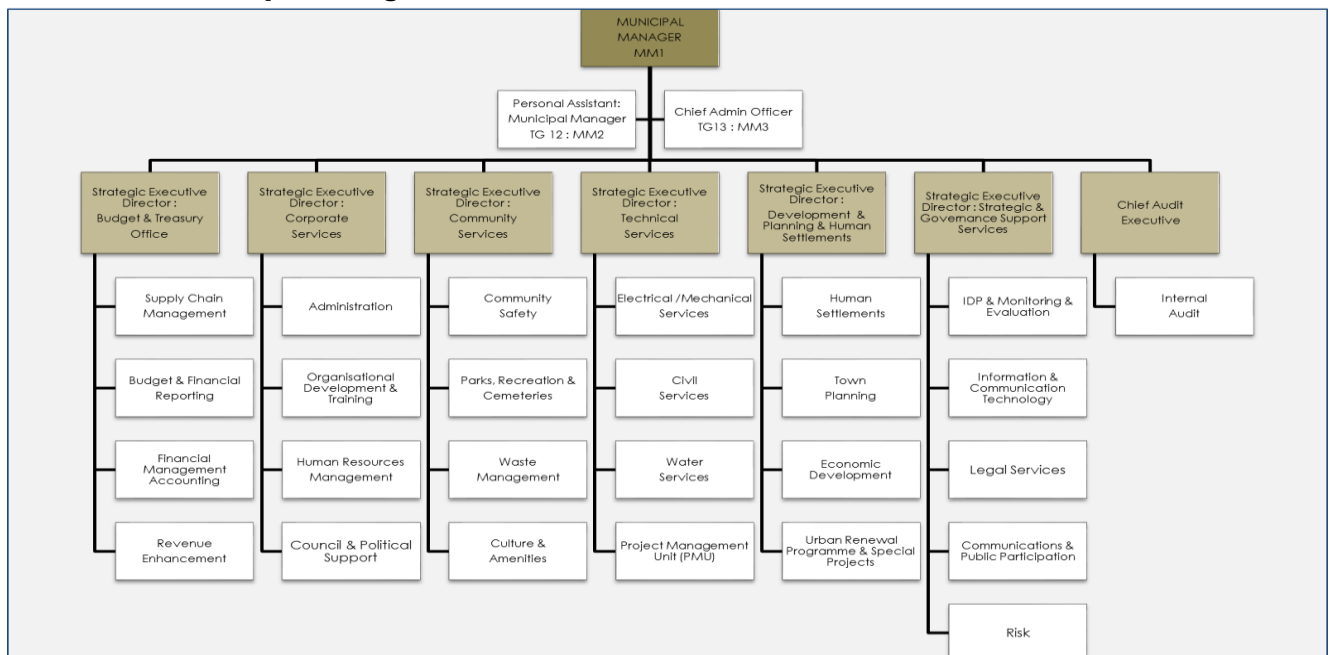 MUNICIPAL
MANAGER
MM1
Personal Assistant:
Municipal Manager
TG 12 : MM2
Chief Admin Officer
TG13 : MM3
Strategic Executive
Director :
Budget & Treasury
Office
Strategic Executive
Director :
Corporate
Services
Strategic Executive
Director :
Community
Services
Strategic Executive
Director :
Technical
Services
Strategic Executive
Director :
Development &
Planning & Human
Settlements
Strategic Executive
Director : Strategic &
Governance Support
Services
Chief Audit
Executive
Supply Chain
Management
Administration
Community
Safety
Electrical /Mechanical
Services
Human
Settlements
IDP & Monitoring &
Evaluation
Internal
Audit
Budget & Financial
Reporting
Organisational
Development &
Training
Parks, Recreation &
Cemeteries
Civil
Services
Town
Planning
Information &
Communication
Technology
Financial
Management
Accounting
Human Resources
Management
Waste
Management
Water
Services
Economic
Development
Legal Services
Revenue
Enhancement
Council & Political
Support
Culture &
Amenities
Project Management
Unit (PMU)
Urban Renewal
Programme & Special
Projects
Communications &
Public Participation
Risk